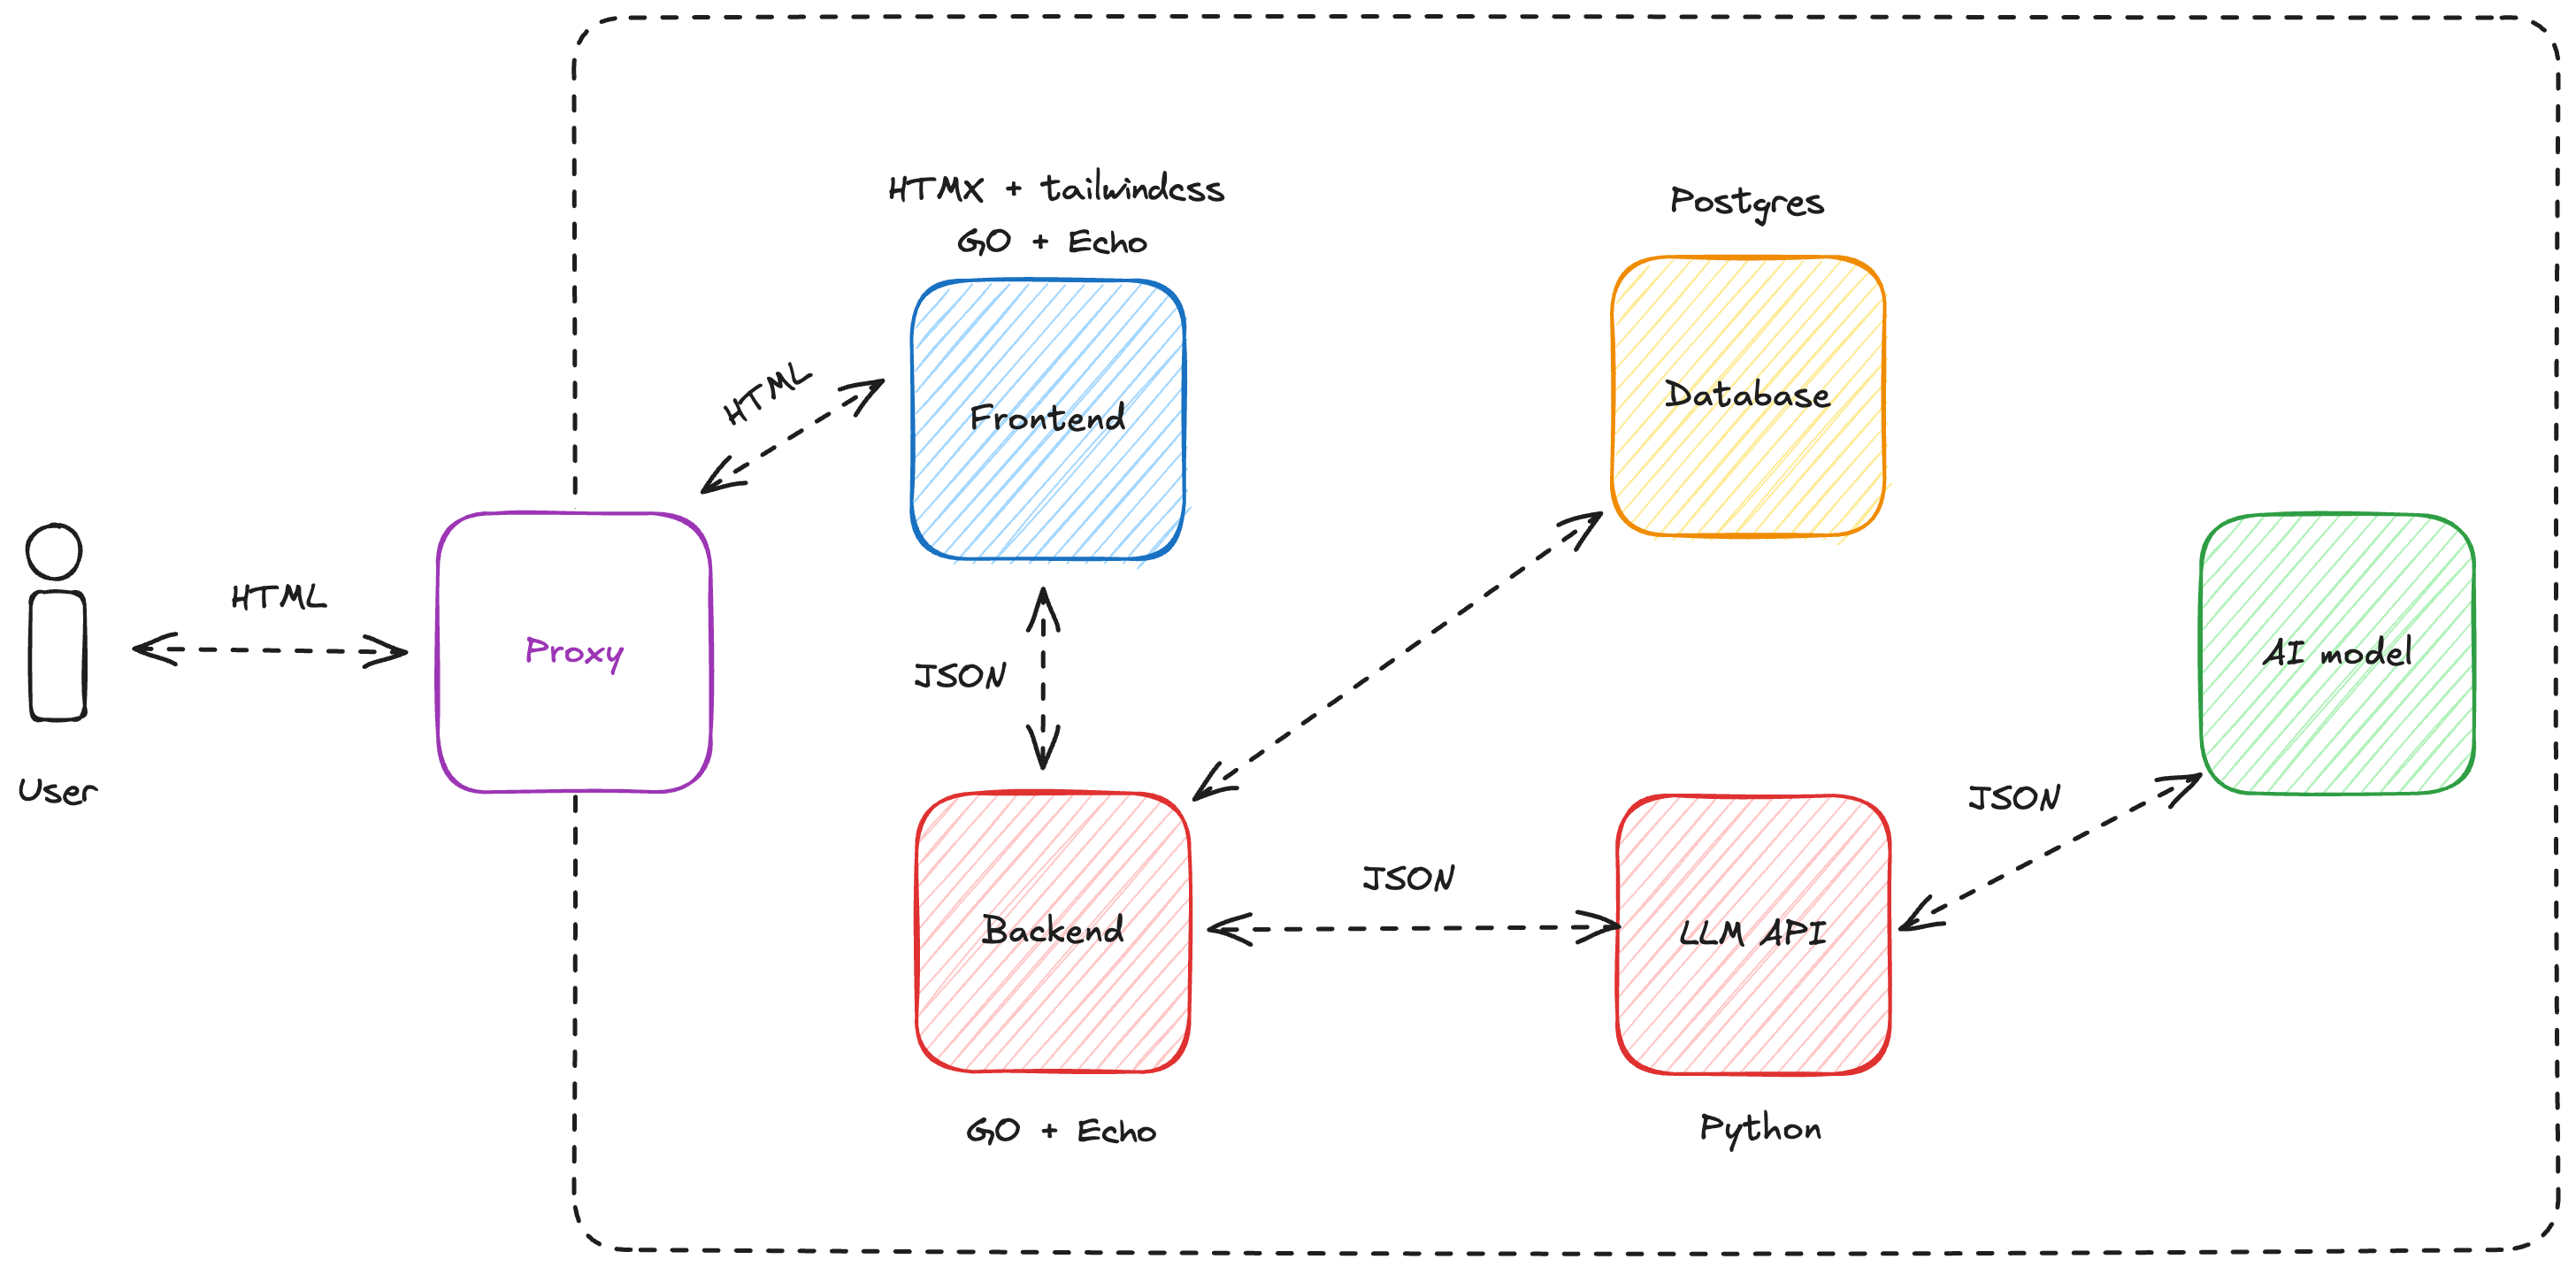 HTMX + tailwindcss
GO + Echo
Postgres
HTML
Frontend
Database
HTML
Proxy
JSON
AI model
User
JSON
JSON
Backend
LLM API
GO + Echo
Python